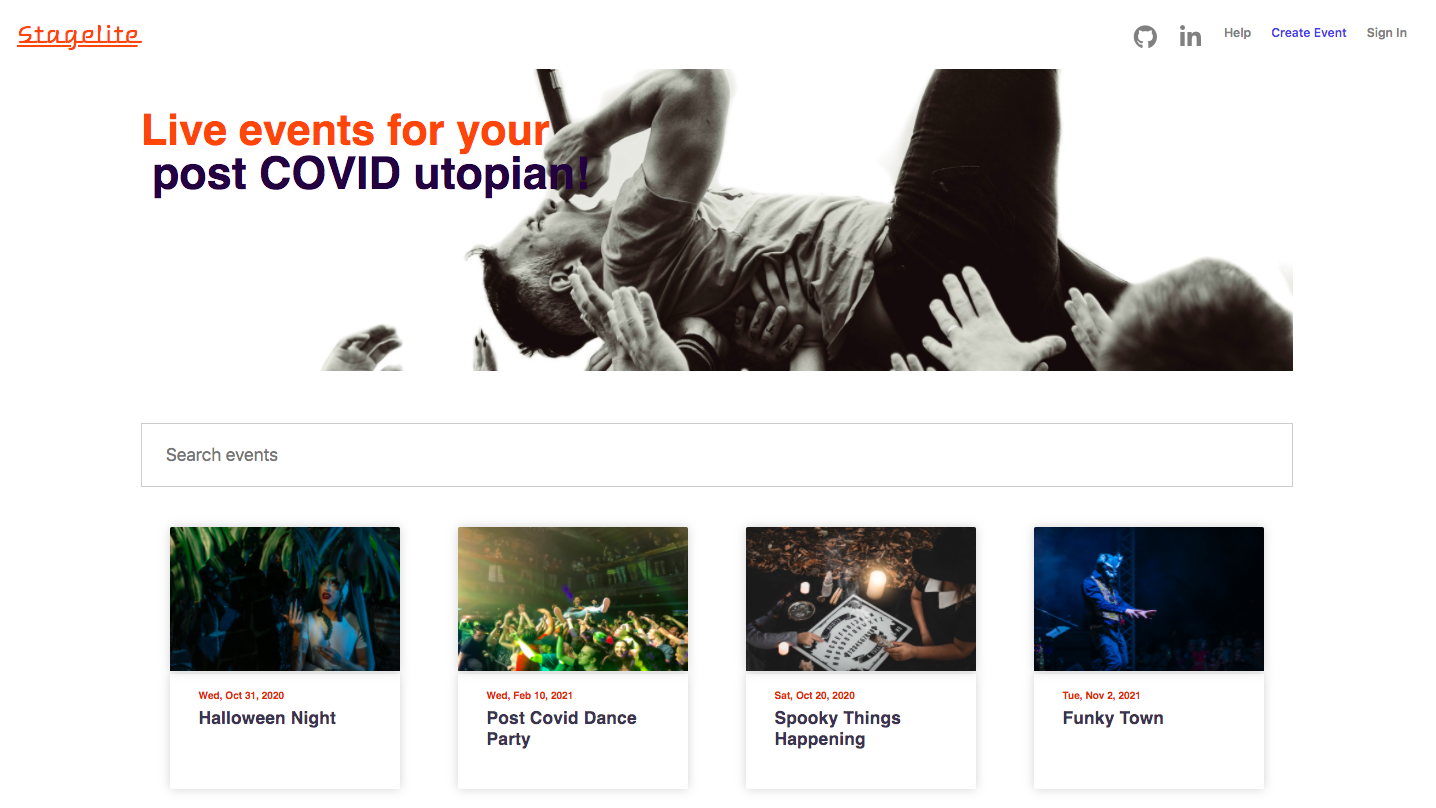 Stagelite
Help
Create Event
Sign In
Live events for your
post COVID utopian!
Search events
Wed, Oct 31, 2020
Halloween Night
Wed, Feb 10, 2021
Post Covid Dance
Party
Sat, Oct 20, 2020
Spooky Things
Happening
Tue, Nov 2, 2021
Funky Town